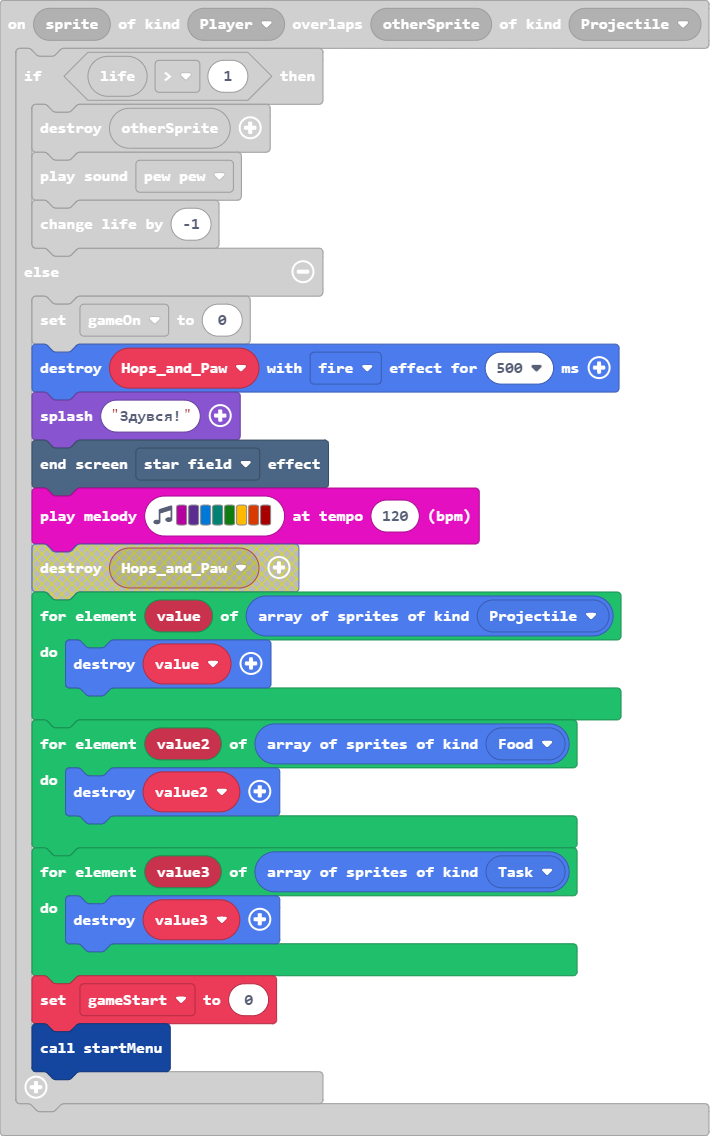 on sprite of kind Player overlaps otherSprite of kind Projectile
if life > 1 then
destroy otherSprite
play sound pew pew
change life by -1
else
set gameOn to 0
destroy Hops_and_Paw with fire effect for 500 ms
splash "Здувся!"
end screen star field effect
play melody at tempo 120 (bpm)
destroy Hops_and_Paw
for element value of array of sprites of kind Projectile
do destroy value
for element value2 of array of sprites of kind Food
do destroy value2
for element value3 of array of sprites of kind Task
do destroy value3
set gameStart to 0
call startMenu